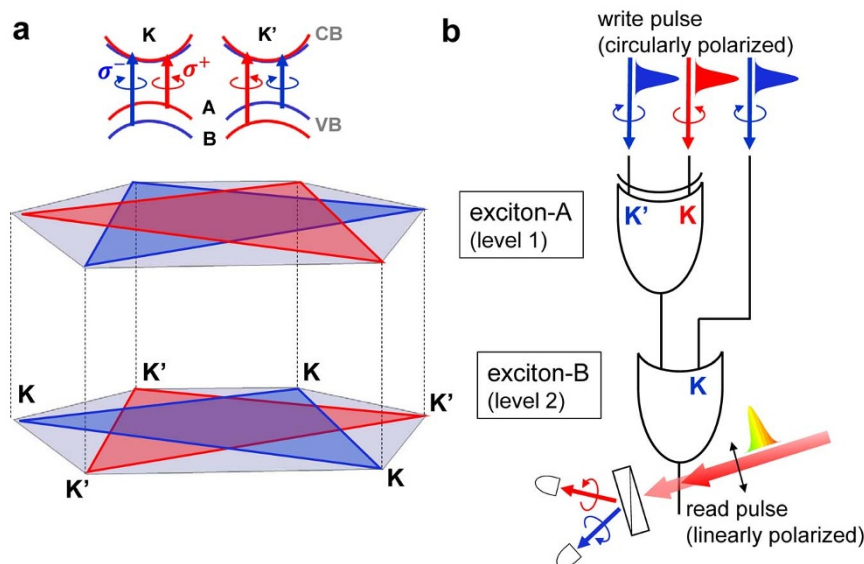 a
K
K'
CB
σ−
σ+
A
B
VB
K
K'
K
K'
K'
K
b
write pulse
(circularly polarized)
exciton-A
(level 1)
K'
K
exciton-B
(level 2)
K
read pulse
(linearly polarized)